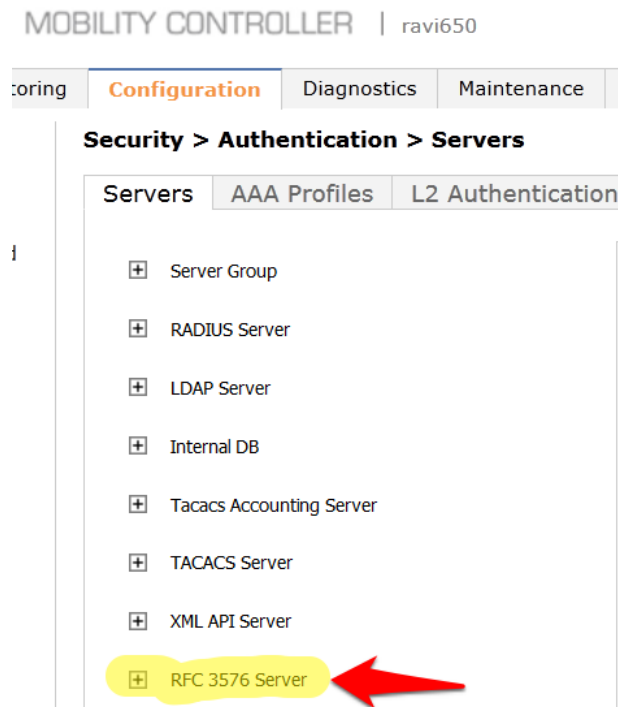 MOBILITY CONTROLLER | ravi650
toring Configuration Diagnostics Maintenance
Security > Authentication > Servers
Servers AAA Profiles L2 Authentication
d
Server Group
RADIUS Server
LDAP Server
Internal DB
Tacacs Accounting Server
TACACS Server
XML API Server
RFC 3576 Server